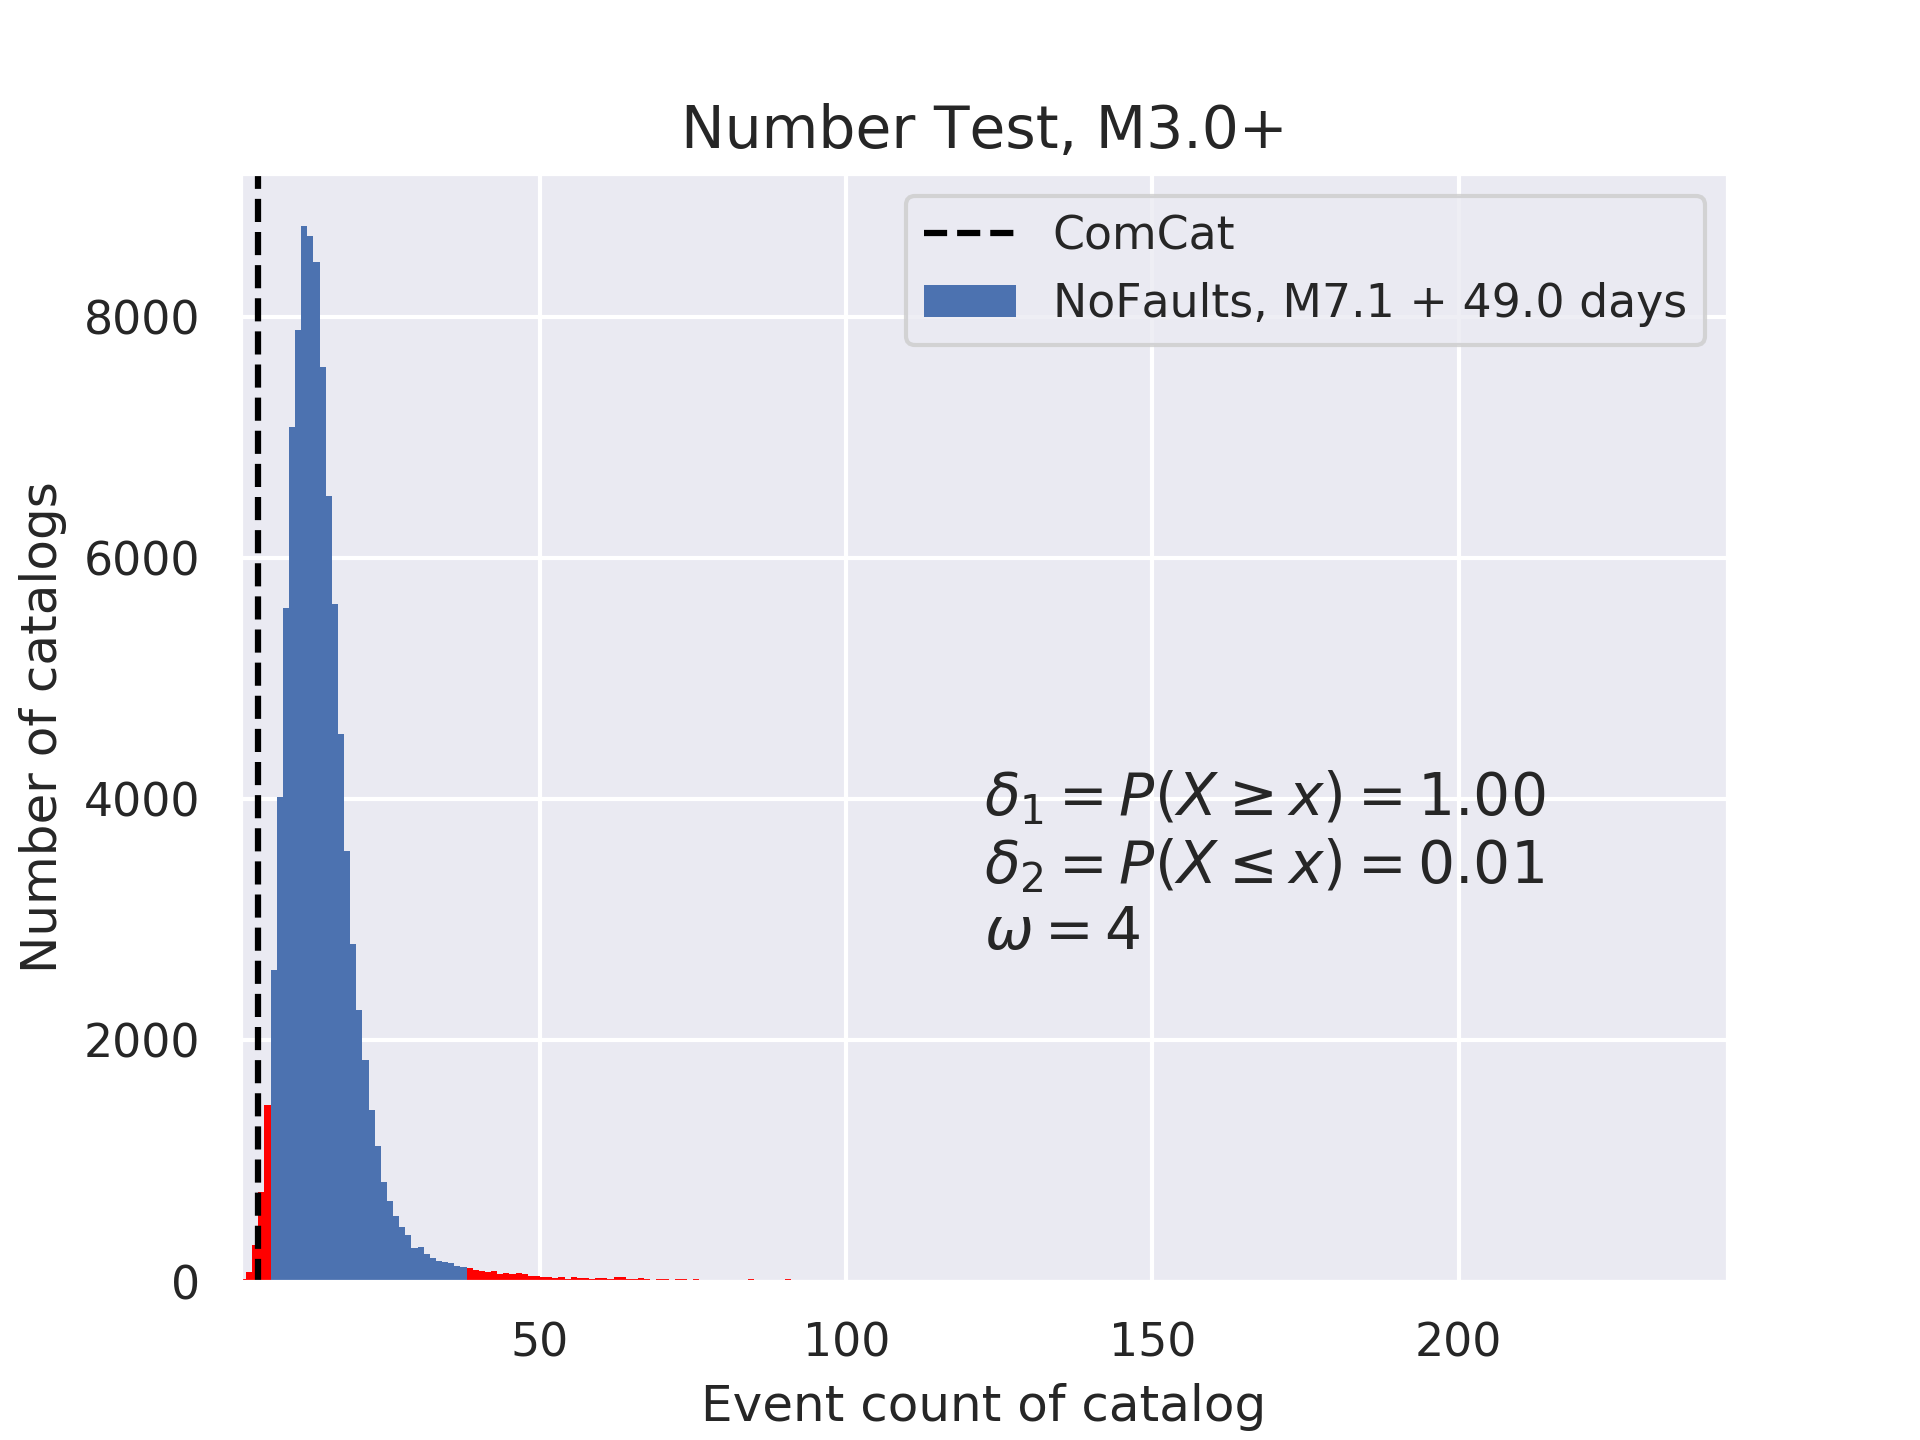 Number Test, M3.0+
ComCat
NoFaults, M7.1 + 49.0 days
Number of catalogs
8000
6000
4000
2000
0
δ₁ = P(X ≥ x) = 1.00
δ₂ = P(X ≤ x) = 0.01
ω = 4
50 100 150 200
Event count of catalog